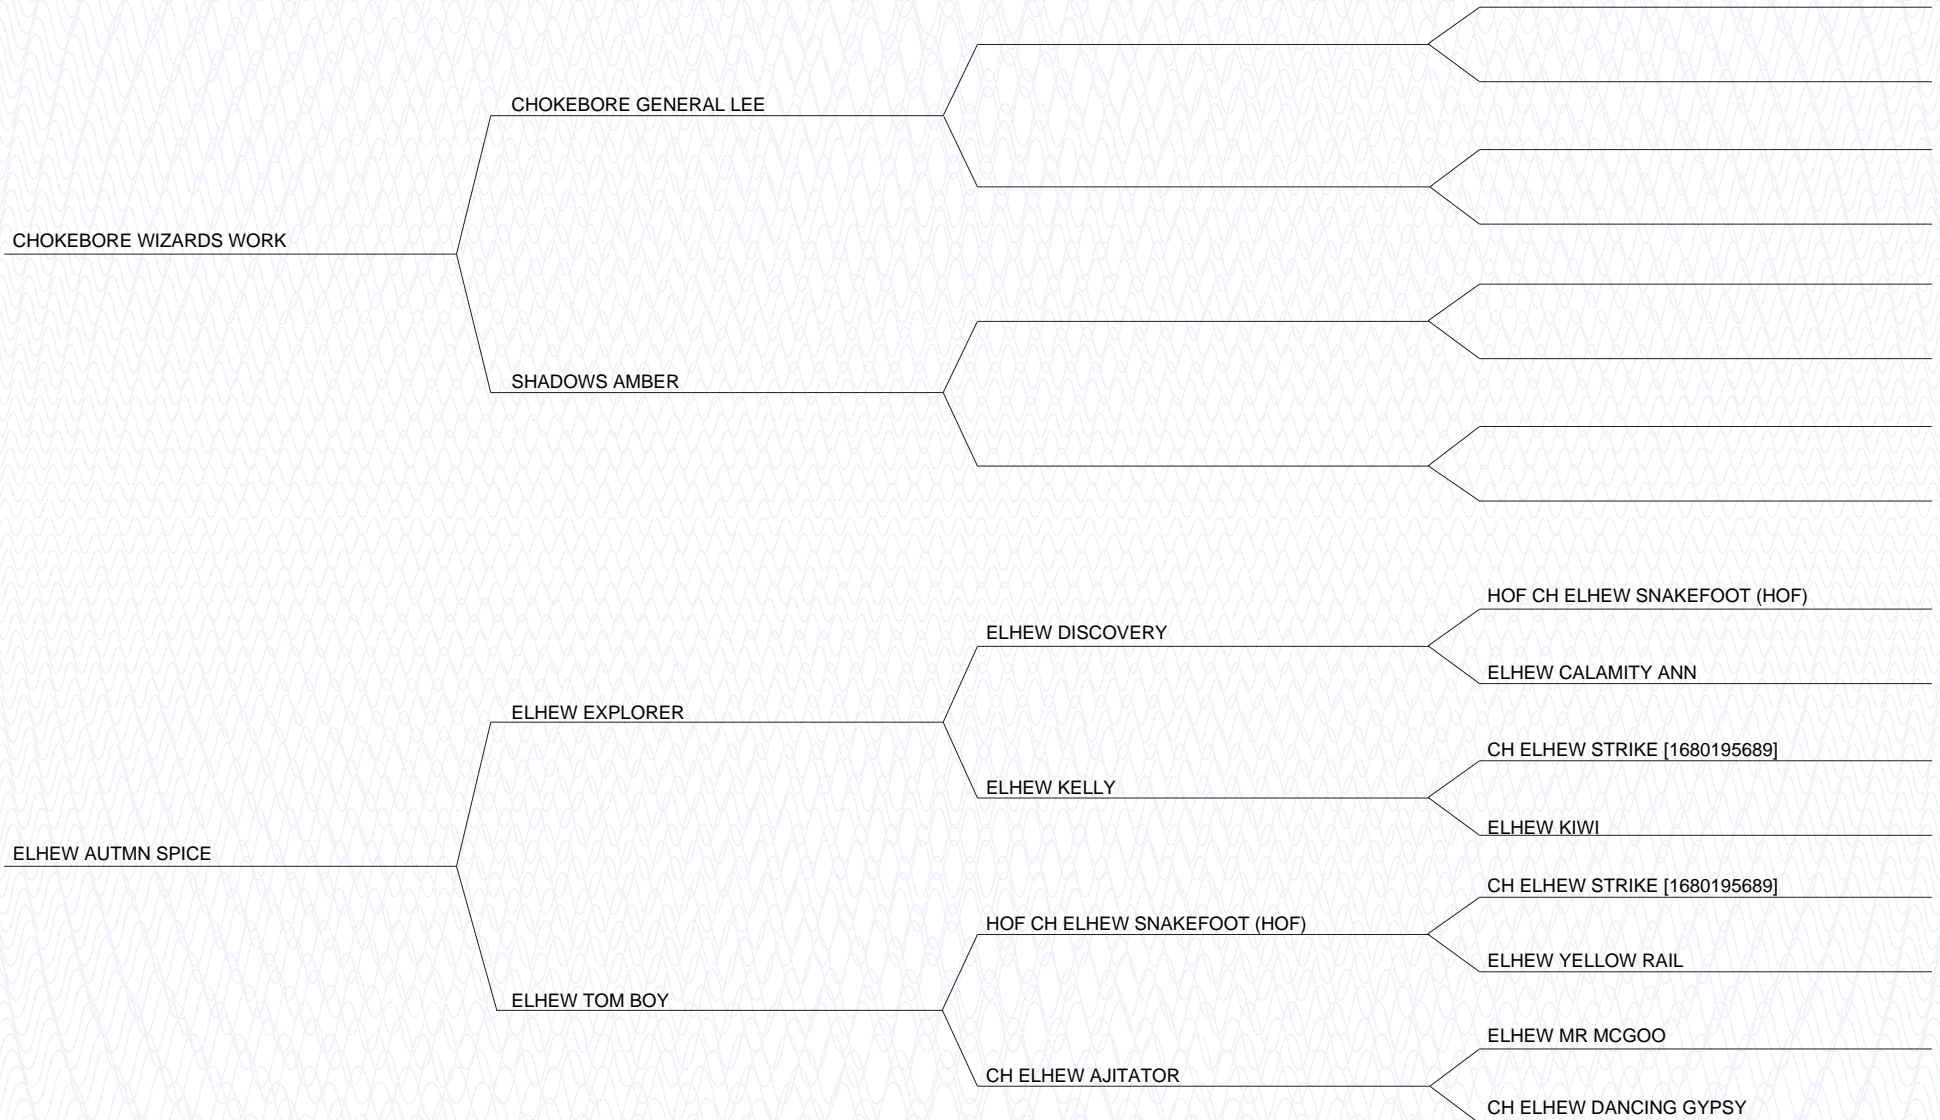 CHOKEBORE GENERAL LEE
CHOKEBORE WIZARDS WORK
SHADOWS AMBER
HOF CH ELHEW SNAKEFOOT (HOF)
ELHEW DISCOVERY
ELHEW CALAMITY ANN
ELHEW EXPLORER
CH ELHEW STRIKE [1680195689]
ELHEW KELLY
ELHEW KIWI
ELHEW AUTMN SPICE
CH ELHEW STRIKE [1680195689]
HOF CH ELHEW SNAKEFOOT (HOF)
ELHEW YELLOW RAIL
ELHEW TOM BOY
ELHEW MR MCGOO
CH ELHEW AJITATOR
CH ELHEW DANCING GYPSY